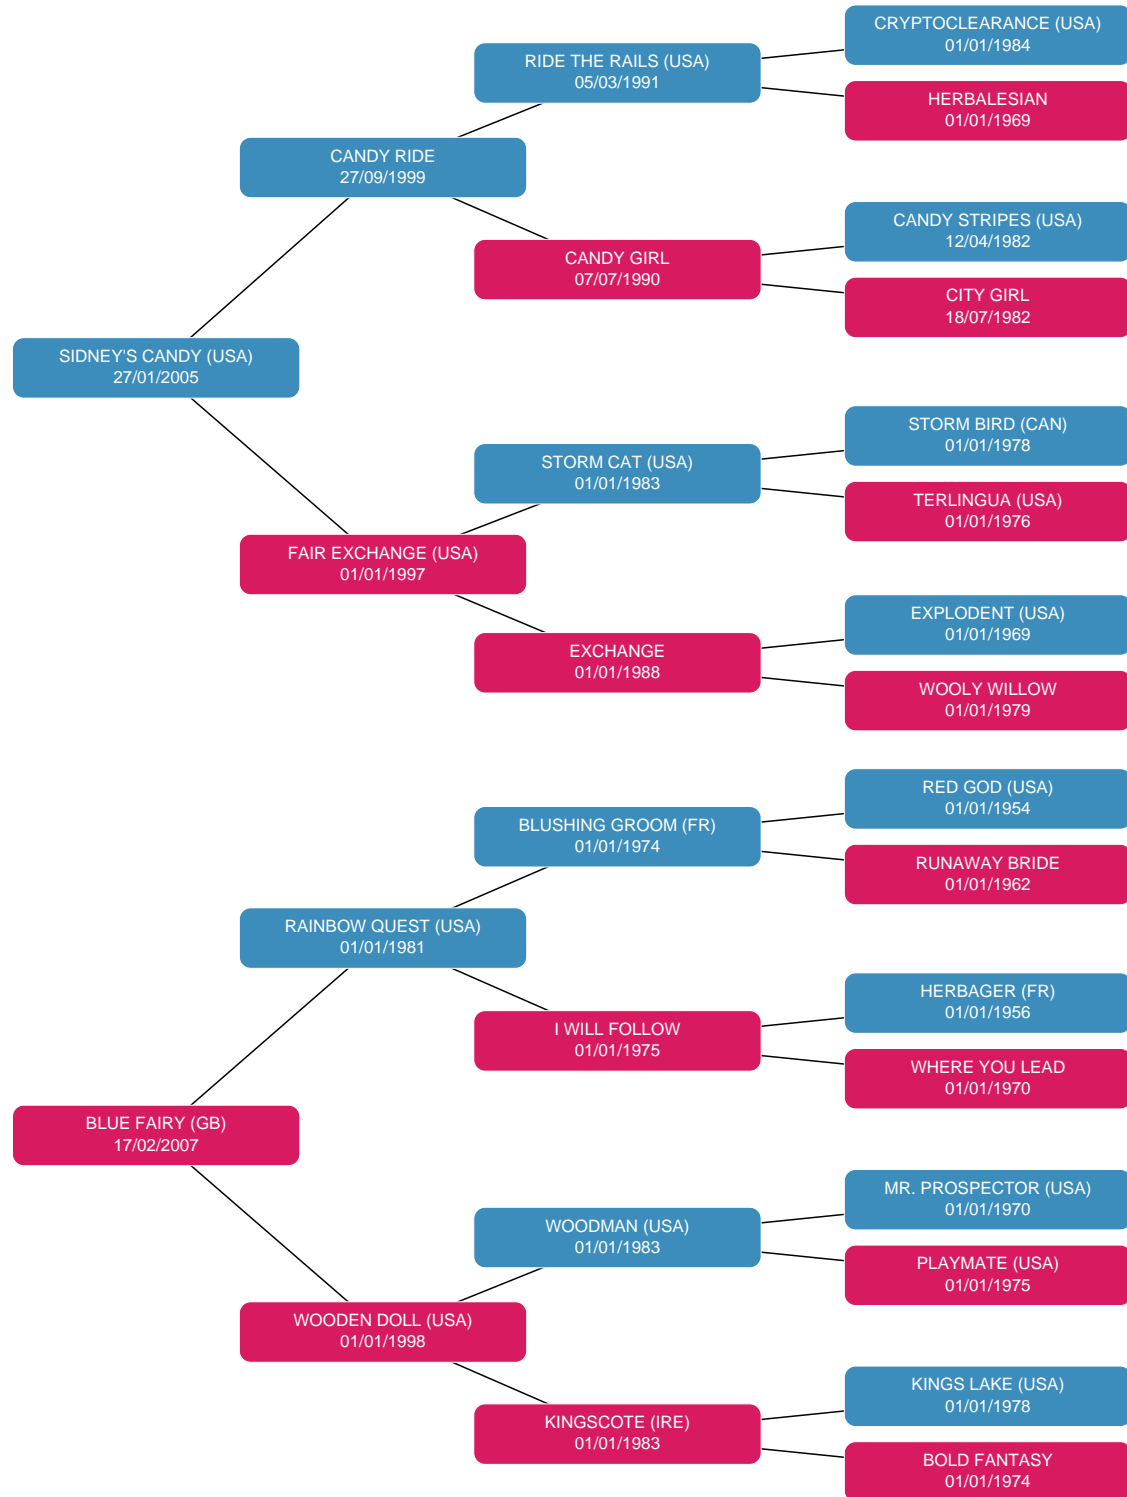 CRYPTOCLEARANCE (USA)
01/01/1984
RIDE THE RAILS (USA)
05/03/1991
HERBALESIAN
01/01/1969
CANDY RIDE
27/09/1999
CANDY STRIPES (USA)
12/04/1982
CANDY GIRL
07/07/1990
CITY GIRL
18/07/1982
SIDNEY'S CANDY (USA)
27/01/2005
STORM BIRD (CAN)
01/01/1978
STORM CAT (USA)
01/01/1983
TERLINGUA (USA)
01/01/1976
FAIR EXCHANGE (USA)
01/01/1997
EXPLODENT (USA)
01/01/1969
EXCHANGE
01/01/1988
WOOLY WILLOW
01/01/1979
RED GOD (USA)
01/01/1954
BLUSHING GROOM (FR)
01/01/1974
RUNAWAY BRIDE
01/01/1962
RAINBOW QUEST (USA)
01/01/1981
HERBAGER (FR)
01/01/1956
I WILL FOLLOW
01/01/1975
WHERE YOU LEAD
01/01/1970
BLUE FAIRY (GB)
17/02/2007
MR. PROSPECTOR (USA)
01/01/1970
WOODMAN (USA)
01/01/1983
PLAYMATE (USA)
01/01/1975
WOODEN DOLL (USA)
01/01/1998
KINGS LAKE (USA)
01/01/1978
KINGSCOTE (IRE)
01/01/1983
BOLD FANTASY
01/01/1974